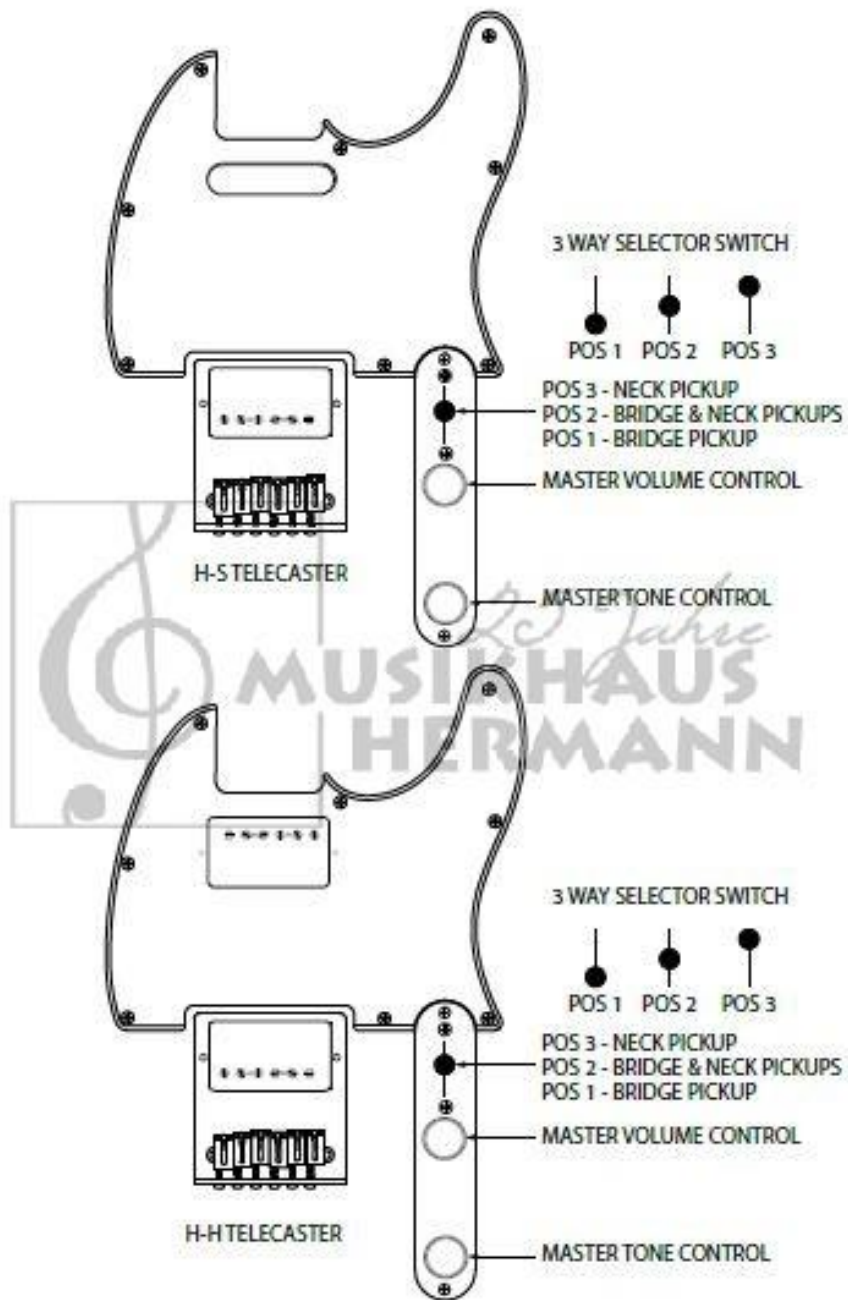 3 WAY SELECTOR SWITCH
POS 1 POS 2 POS 3
POS 3 - NECK PICKUP
POS 2 - BRIDGE & NECK PICKUPS
POS 1 - BRIDGE PICKUP
MASTER VOLUME CONTROL
H-S TELECASTER
MASTER TONE CONTROL
25 Jahre
MUSIKHAUS
HERMANN
3 WAY SELECTOR SWITCH
POS 1 POS 2 POS 3
POS 3 - NECK PICKUP
POS 2 - BRIDGE & NECK PICKUPS
POS 1 - BRIDGE PICKUP
MASTER VOLUME CONTROL
H-H TELECASTER
MASTER TONE CONTROL